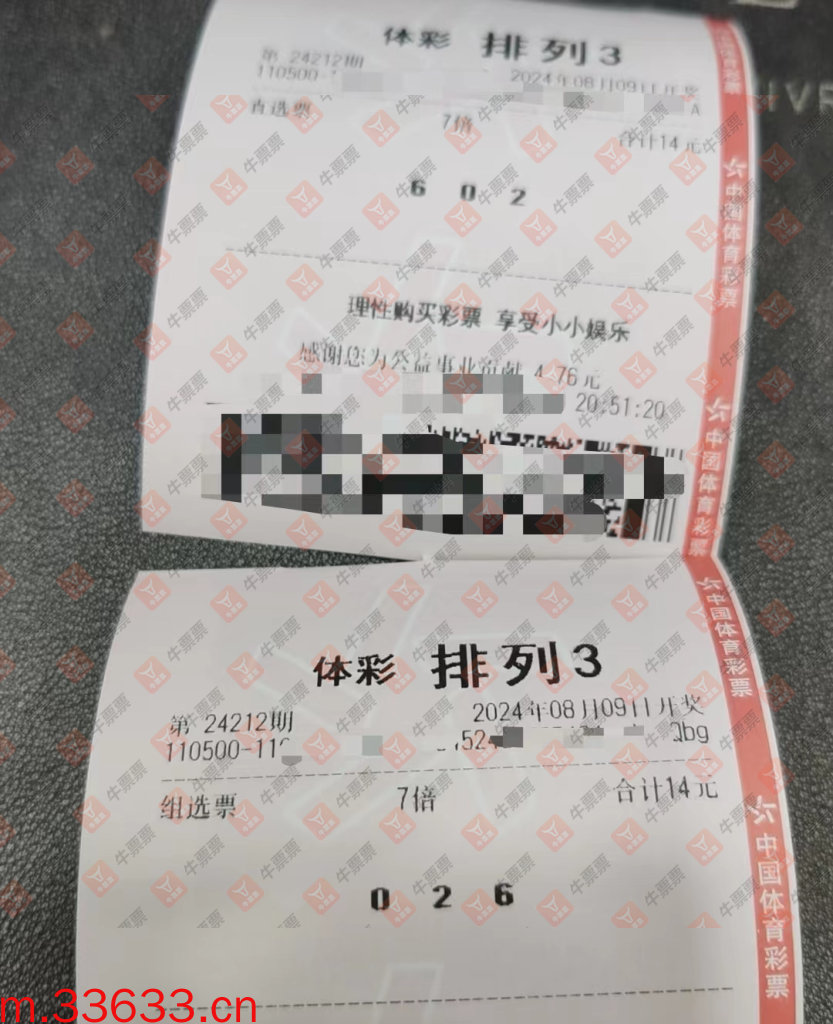 体彩 排列3
第 24212期
2024年08月09日开奖
110500-
A
直选票 7倍 合计14元
6 0 2
理性购买彩票 享受小小娱乐
感谢您为公益事业贡献 4.76元
20:51:20
中国体育彩票
中国体育彩票
中国体育彩票
体彩 排列3
第 24212期 2024年08月09日开奖
110500-11
bg
组选票 7倍 合计14元
0 2 6
中国体育彩票
中国体育彩票
牛票票
m.33633.cn